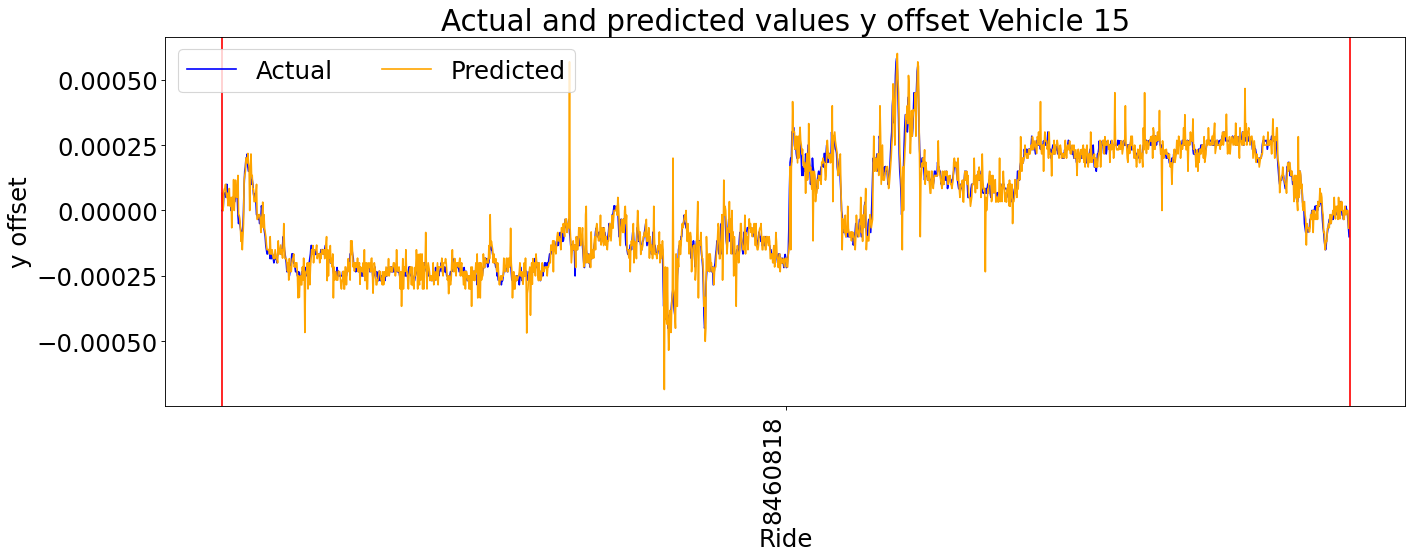 Actual and predicted values y offset Vehicle 15
Actual Predicted
0.00050
0.00025
0.00000
−0.00025
−0.00050
y offset
8460818
Ride